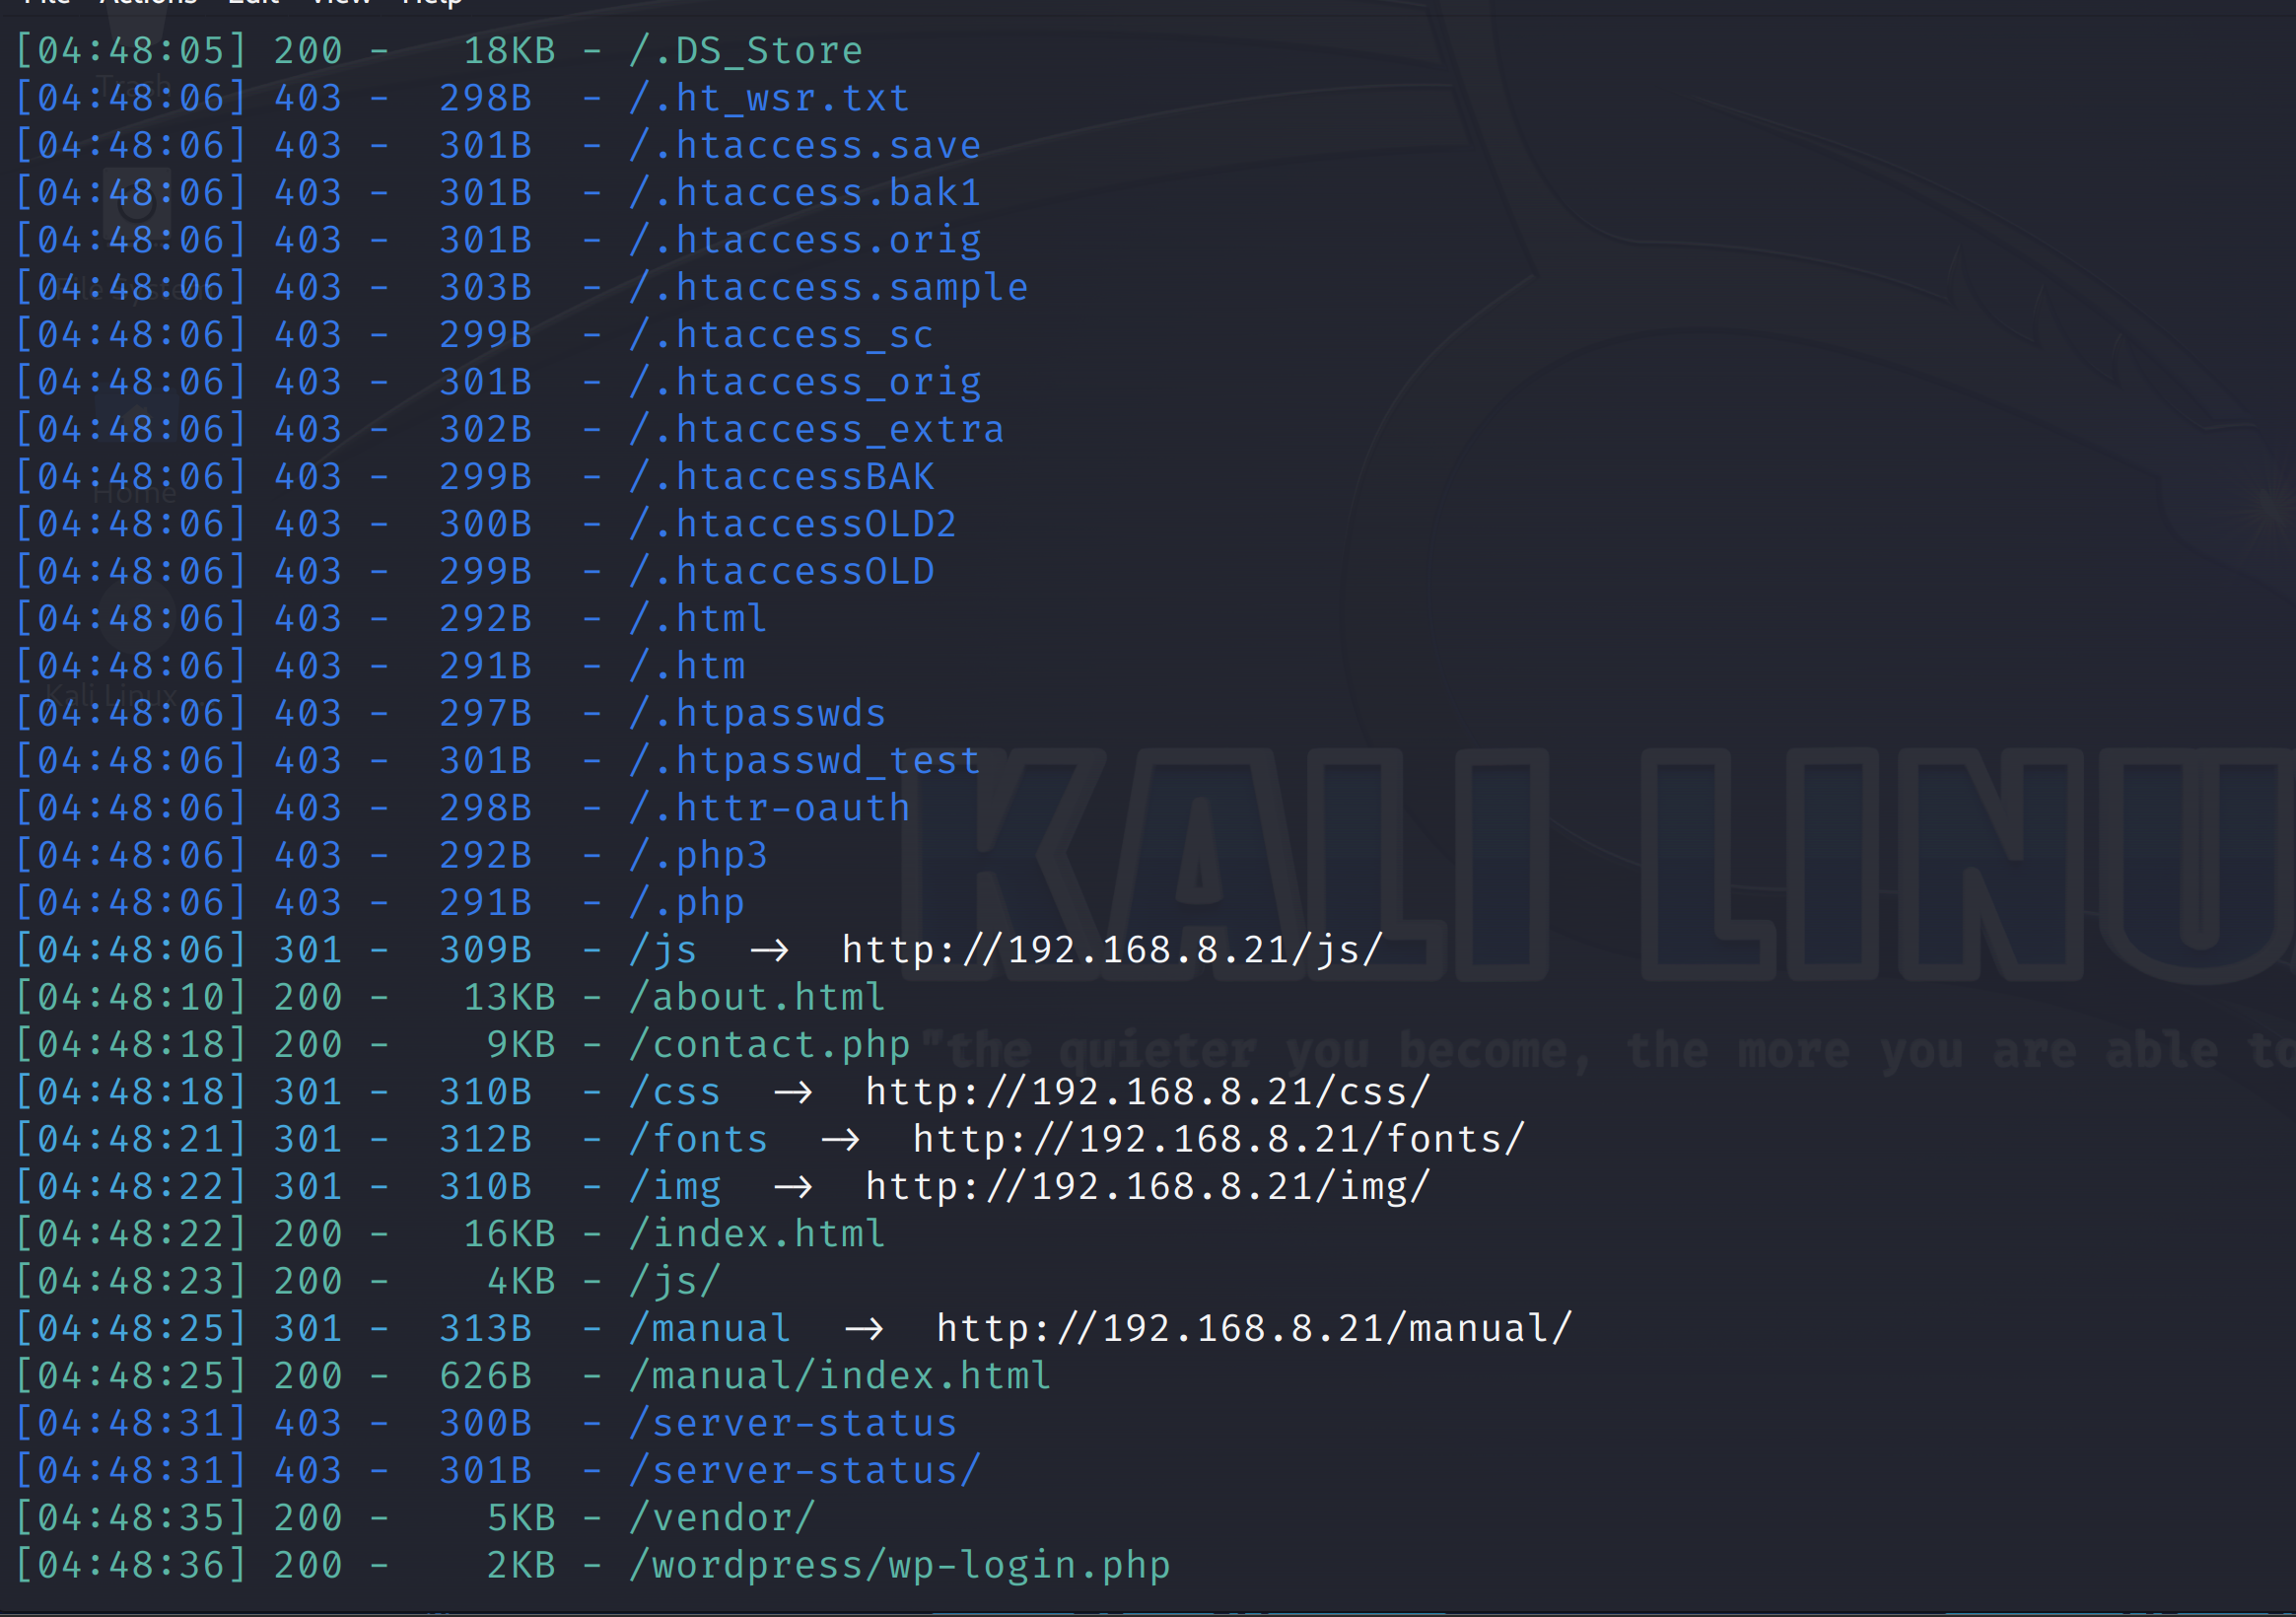 File Actions Edit View Help
[04:48:05] 200 -   18KB - /.DS_Store
[04:48:06] 403 -  298B  - /.ht_wsr.txt
[04:48:06] 403 -  301B  - /.htaccess.save
[04:48:06] 403 -  301B  - /.htaccess.bak1
[04:48:06] 403 -  301B  - /.htaccess.orig
[04:48:06] 403 -  303B  - /.htaccess.sample
[04:48:06] 403 -  299B  - /.htaccess_sc
[04:48:06] 403 -  301B  - /.htaccess_orig
[04:48:06] 403 -  302B  - /.htaccess_extra
[04:48:06] 403 -  299B  - /.htaccessBAK
[04:48:06] 403 -  300B  - /.htaccessOLD2
[04:48:06] 403 -  299B  - /.htaccessOLD
[04:48:06] 403 -  292B  - /.html
[04:48:06] 403 -  291B  - /.htm
[04:48:06] 403 -  297B  - /.htpasswds
[04:48:06] 403 -  301B  - /.htpasswd_test
[04:48:06] 403 -  298B  - /.httr-oauth
[04:48:06] 403 -  292B  - /.php3
[04:48:06] 403 -  291B  - /.php
[04:48:06] 301 -  309B  - /js  →  http://192.168.8.21/js/
[04:48:10] 200 -   13KB - /about.html
[04:48:18] 200 -    9KB - /contact.php
[04:48:18] 301 -  310B  - /css  →  http://192.168.8.21/css/
[04:48:21] 301 -  312B  - /fonts  →  http://192.168.8.21/fonts/
[04:48:22] 301 -  310B  - /img  →  http://192.168.8.21/img/
[04:48:22] 200 -   16KB - /index.html
[04:48:23] 200 -    4KB - /js/
[04:48:25] 301 -  313B  - /manual  →  http://192.168.8.21/manual/
[04:48:25] 200 -  626B  - /manual/index.html
[04:48:31] 403 -  300B  - /server-status
[04:48:31] 403 -  301B  - /server-status/
[04:48:35] 200 -    5KB - /vendor/
[04:48:36] 200 -    2KB - /wordpress/wp-login.php
Trash
File System
Home
Kali Linux
KALI LINU
"the quieter you become, the more you are able to